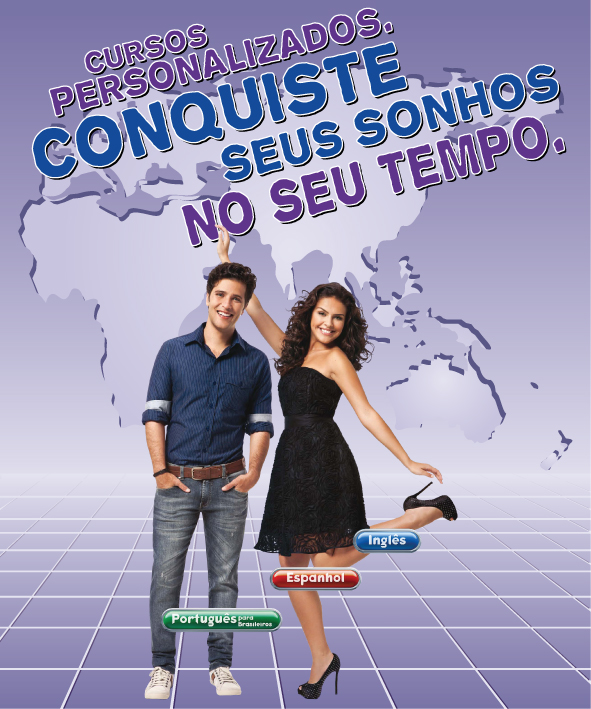 CURSOS
PERSONALIZADOS.
CONQUISTE
SEUS SONHOS
NO SEU TEMPO.
Inglês
Espanhol
Português para
Brasileiros